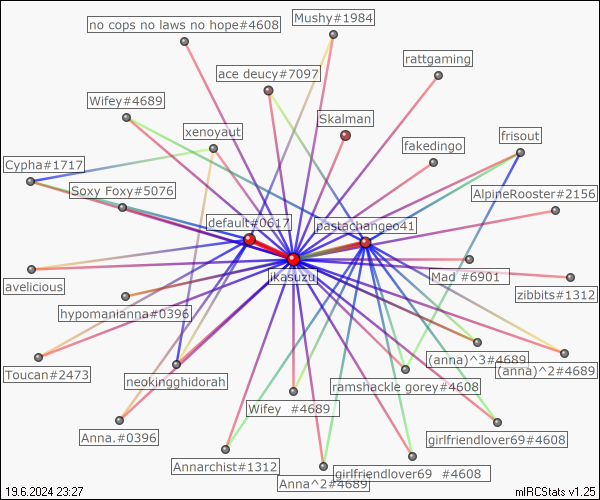 Mushy#1984
no cops no laws no hope#4608
rattgaming
ace deucy#7097
Wifey#4689
Skalman
xenoyaut
frisout
fakedingo
Cypha#1717
Soxy Foxy#5076
AlpineRooster#2156
default#0617
pastachangeo41
ikasuzu
Mad #6901
avelicious
zibbits#1312
hypomanianna#0396
(anna)^3#4689
Toucan#2473
(anna)^2#4689
neokingghidorah
ramshackle gorey#4608
Wifey #4689
Anna.#0396
girlfriendlover69#4608
Annarchist#1312
girlfriendlover69 #4608
Anna^2#4689
19.6.2024 23:27
mIRCStats v1.25